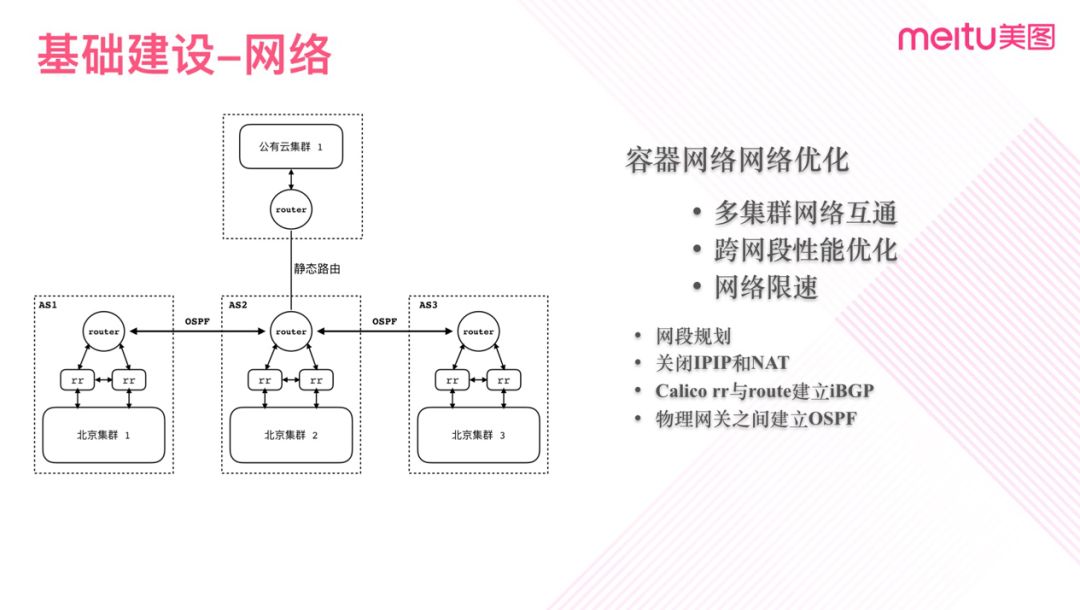 基础建设-网络
meitu美图
公有云集群 1
router
静态路由
AS1
AS2
AS3
router
OSPF
router
OSPF
router
rr
rr
rr
rr
rr
rr
北京集群 1
北京集群 2
北京集群 3
容器网络网络优化
• 多集群网络互通
• 跨网段性能优化
• 网络限速
• 网段规划
• 关闭IPIP和NAT
• Calico rr与route建立iBGP
• 物理网关之间建立OSPF